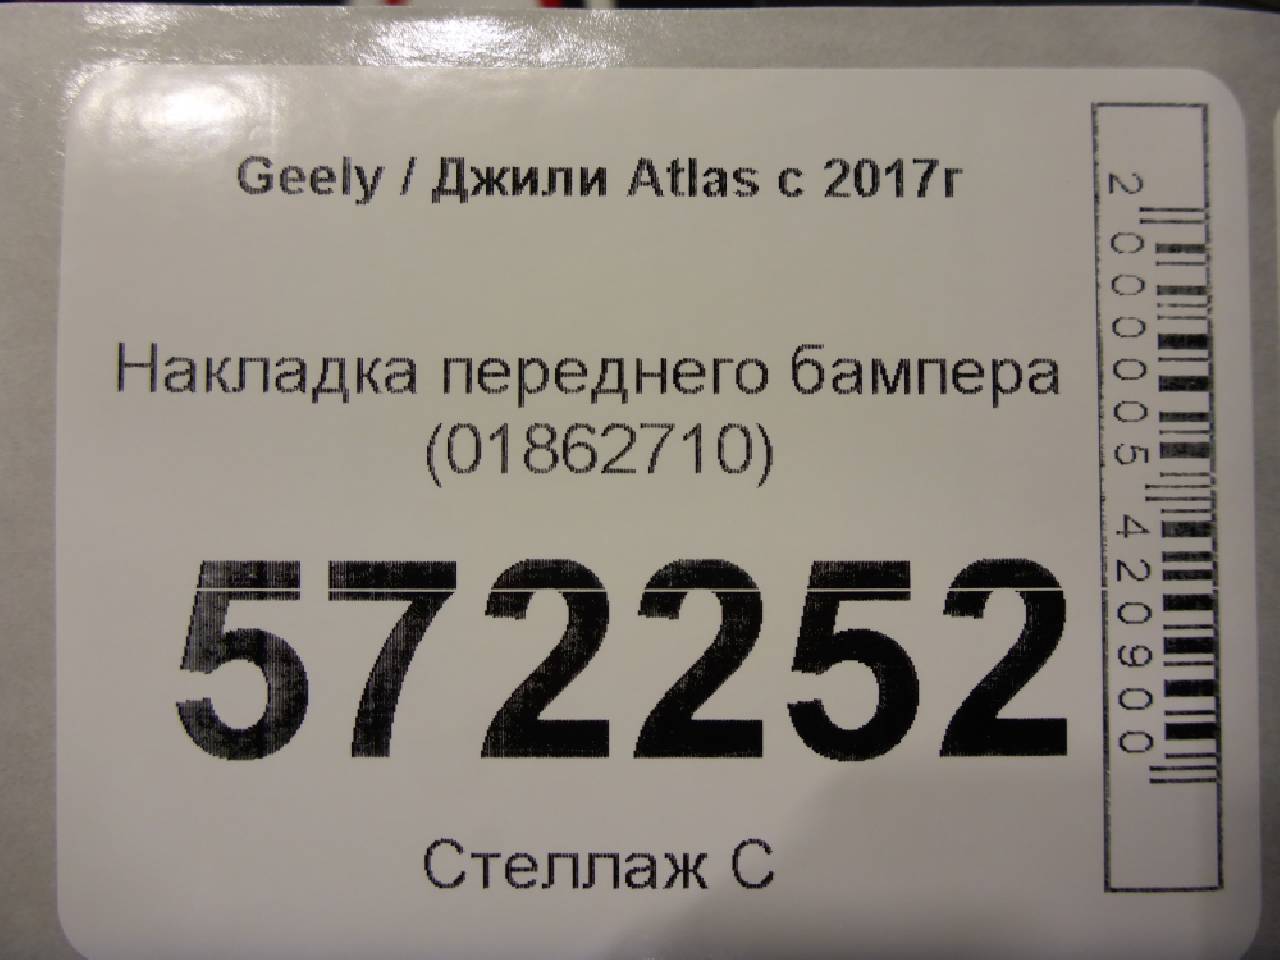 Geely / Джили Atlas с 2017г
Накладка переднего бампера
(01862710)
572252
Стеллаж С
2000005420900